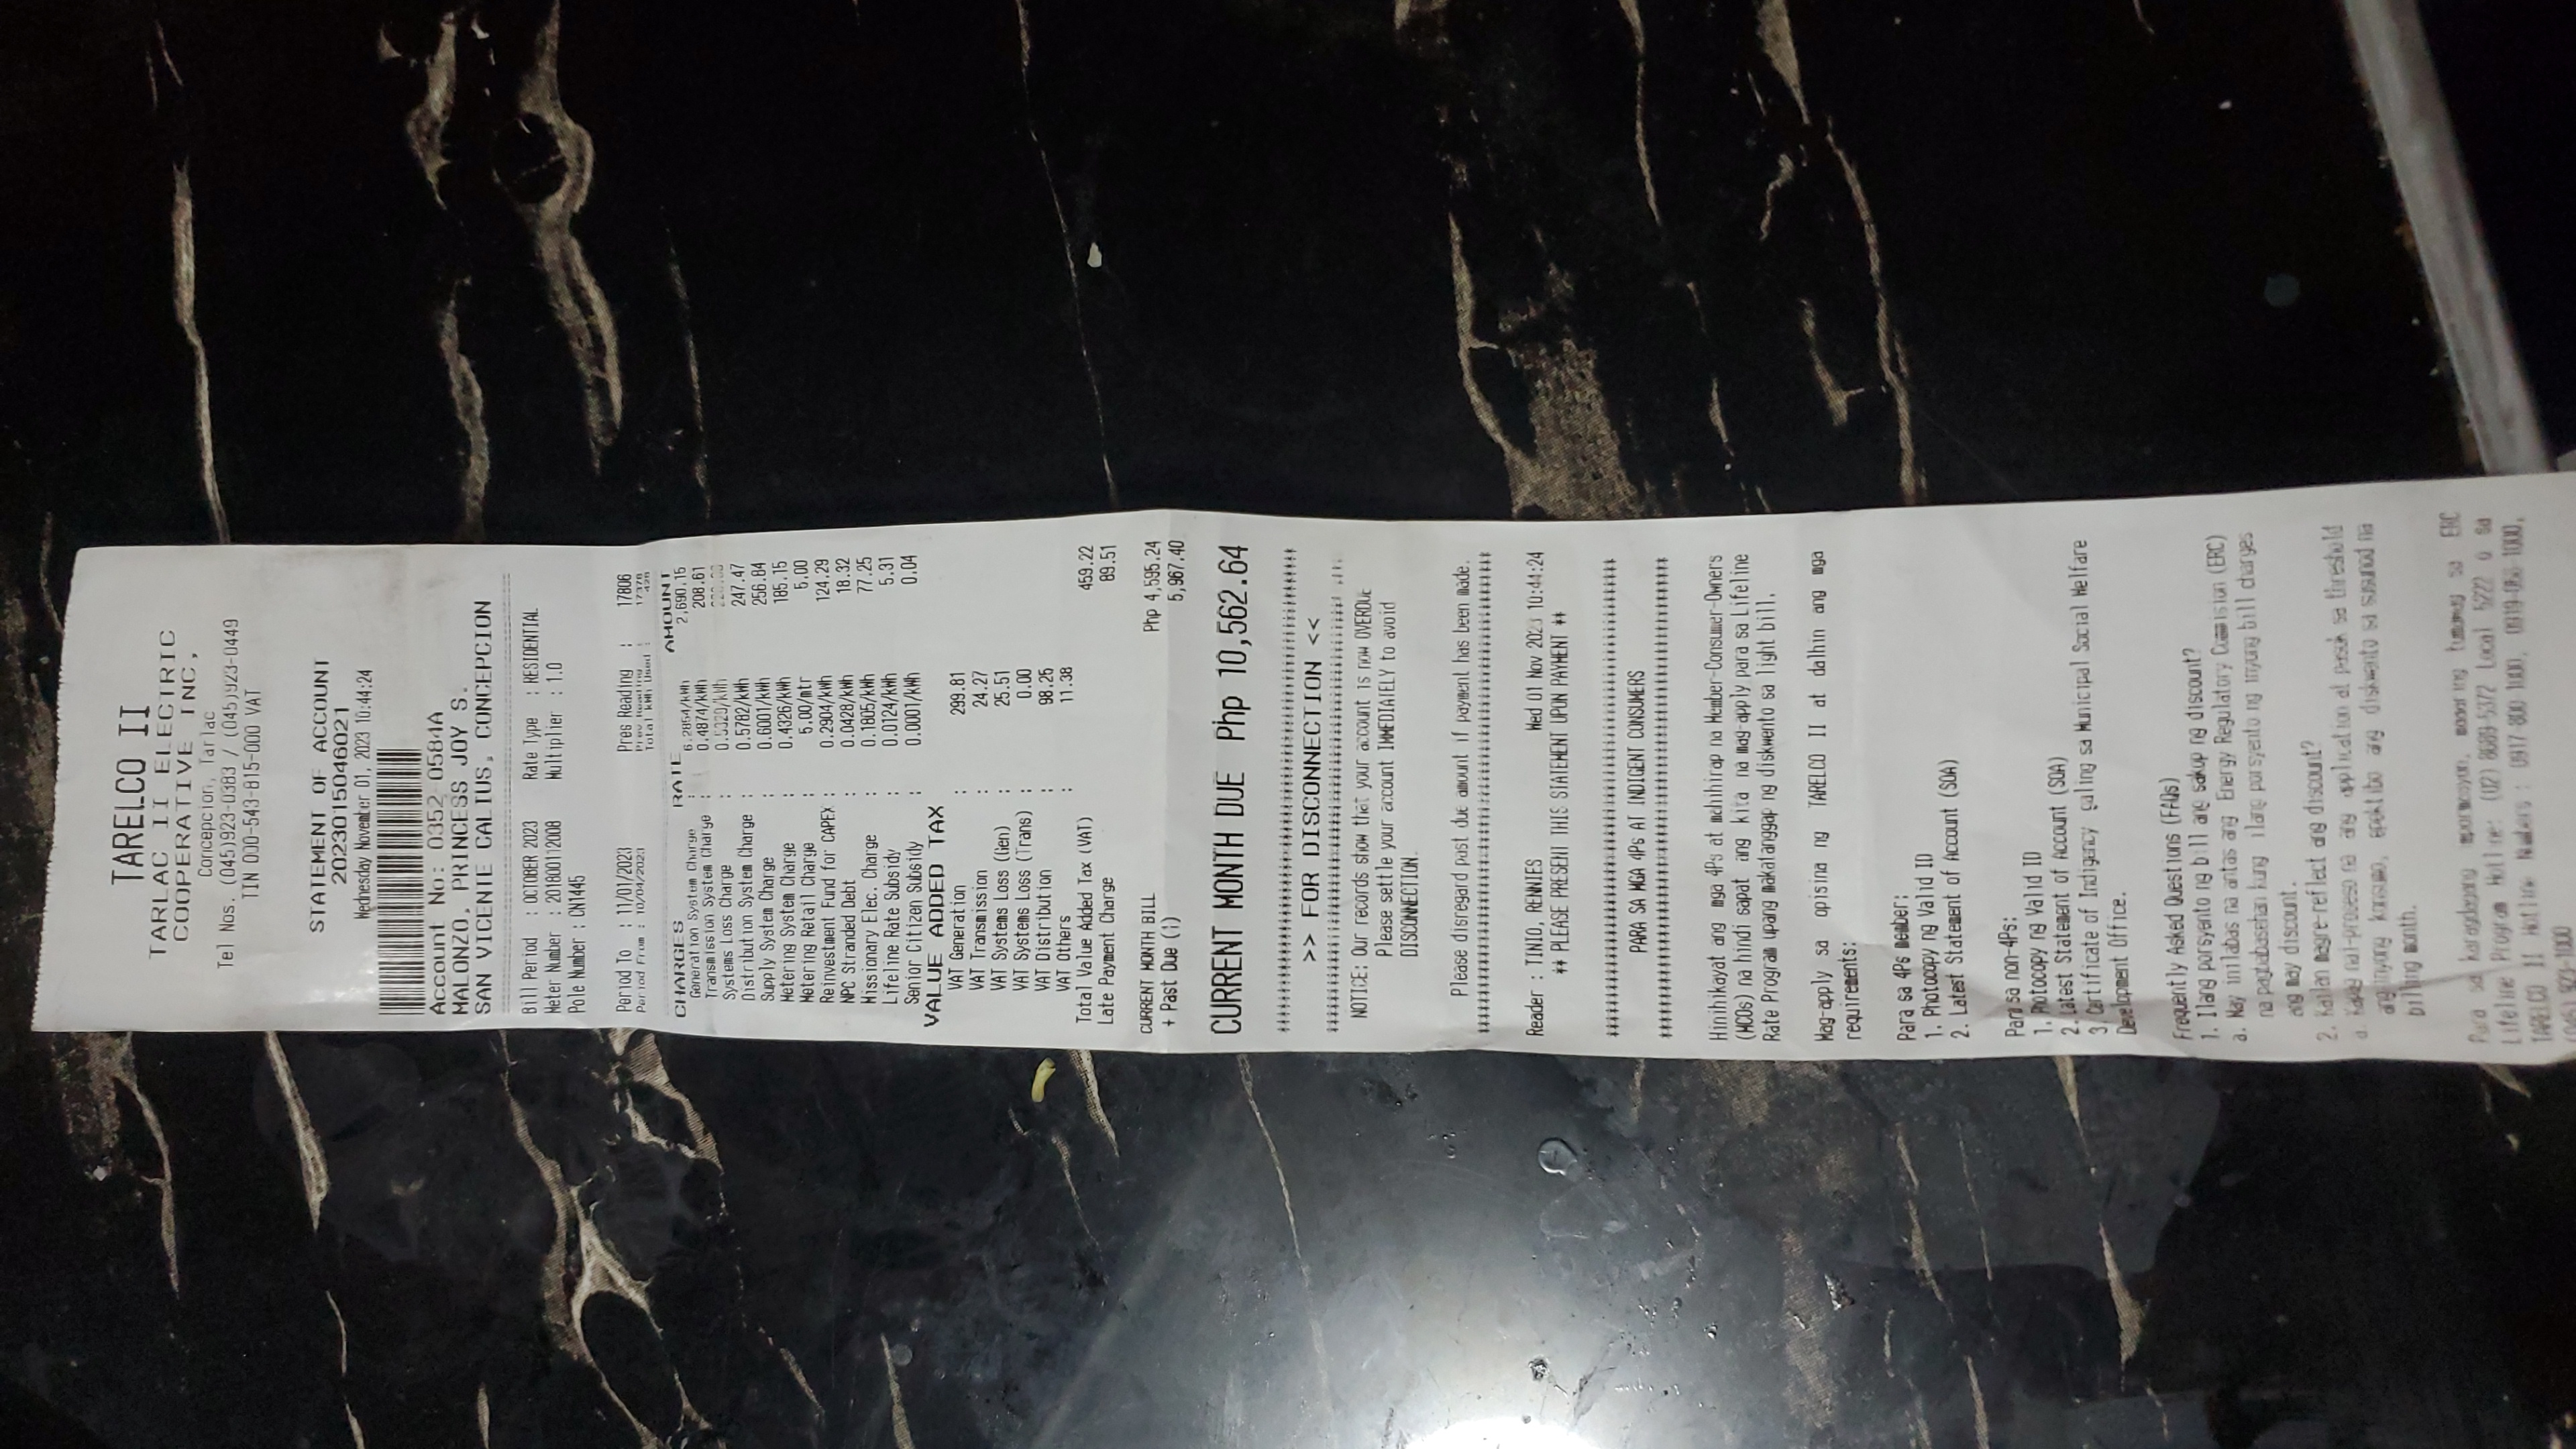 TARELCO II
TARLAC II ELECTRIC
COOPERATIVE INC.
Concepcion, Tarlac
Tel Nos. (045)923-0383 / (045)923-0449
TIN 000-543-815-000 VAT
STATEMENT OF ACCOUNT
2023015046021
Wednesday November 01, 2023 10:44:24
Account No: 0352-0584A
MALONZO, PRINCESS JOY S.
SAN VICENTE CALIUS, CONCEPCION
Bill Period : OCTOBER 2023 Rate Type : RESIDENTIAL
Meter Number : 201800112008 Multiplier : 1.0
Pole Number : CN1445
Period To : 11/01/2023 Pres Reading : 17806
Period From : 10/04/2023 Prev Reading : 17378
Total kWh Used : 428
CHARGES RATE AMOUNT
Generation System Charge : 6.2854/kWh 2,690.15
Transmission System Charge : 0.4874/kWh 208.61
Systems Loss Charge : 0.5329/kWh
Distribution System Charge : 0.5782/kWh 247.47
Supply System Charge : 0.6001/kWh 256.84
Metering System Charge : 0.4326/kWh 185.15
Metering Retail Charge : 5.00/mtr 5.00
Reinvestment Fund for CAPEX : 0.2904/kWh 124.29
NPC Stranded Debt : 0.0428/kWh 18.32
Missionary Elec. Charge : 0.1805/kWh 77.25
Lifeline Rate Subsidy : 0.0124/kWh 5.31
Senior Citizen Subsidy : 0.0001/kWh 0.04
VALUE ADDED TAX
VAT Generation : 299.81
VAT Transmission : 24.27
VAT Systems Loss (Gen) : 25.51
VAT Systems Loss (Trans) : 0.00
VAT Distribution : 98.25
VAT Others : 11.38
Total Value Added Tax (VAT) 459.22
Late Payment Charge 89.51
CURRENT MONTH BILL Php 4,595.24
+ Past Due (1) 5,967.40
CURRENT MONTH DUE Php 10,562.64
>> FOR DISCONNECTION <<
NOTICE: Our records show that your account is now OVERDUE
Please settle your account IMMEDIATELY to avoid
DISCONNECTION.
Please disregard past due amount if payment has been made.
Reader : TINIO, RENNIES Wed 01 Nov 2023 10:44:24
** PLEASE PRESENT THIS STATEMENT UPON PAYMENT **
PARA SA MGA 4Ps AT INDIGENT CONSUMERS
Hinihikayat ang mga 4Ps at mahihirap na Member-Consumer-Owners
(MCOs) na hindi sapat ang kita na mag-apply para sa Lifeline
Rate Program upang makatanggap ng diskwento sa light bill.
Mag-apply sa opisina ng TARELCO II at dalhin ang mga
requirements:
Para sa 4Ps member:
1. Photocopy ng Valid ID
2. Latest Statement of Account (SOA)
Para sa non-4Ps:
1. Photocopy ng Valid ID
2. Latest Statement of Account (SOA)
3. Certificate of Indigency galing sa Municipal Social Welfare
Development Office.
Frequently Asked Questions (FAQs)
1. Ilang porsyento ng bill ang sakop ng discount?
a. May inilabas na antas ang Energy Regulatory Commision (ERC)
na pagbabasehan kung ilang porsyento ng inyong bill charges
ang may discount.
2. Kailan magre-reflect ang discount?
a. Kapag nai-proseso na ang application at pasok sa threshold
ang inyong konsumo, epektibo ang diskwento sa susunod na
billing month.
Para sa karagdagang impormasyon, maaaring tumawag sa ERC
Lifeline Program Hotline: (02) 8689-5372 Local 5222 o sa
TARELCO II Hotline Numbers : 0917-800-1000,
(045) 923-1000